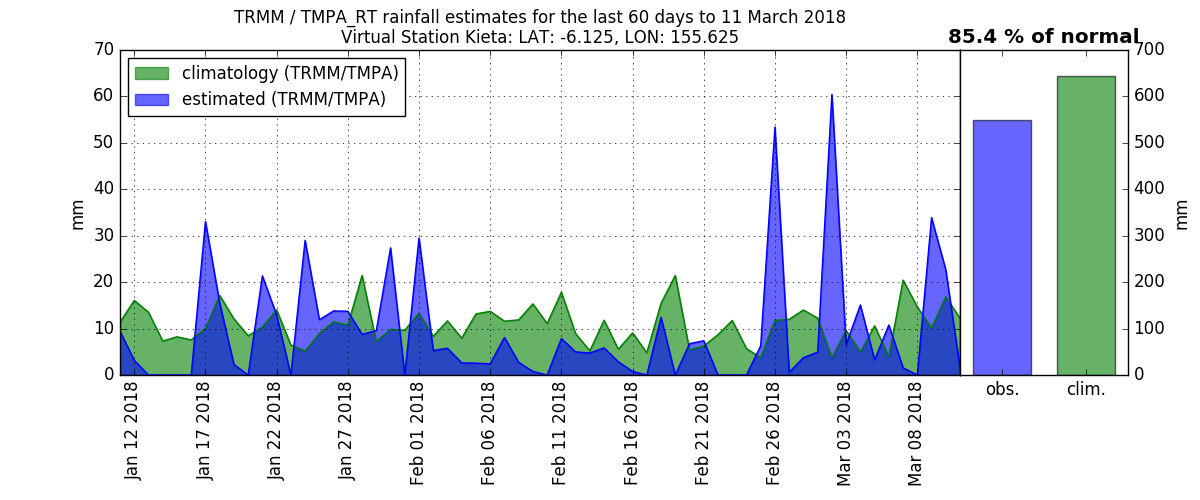 TRMM / TMPA_RT rainfall estimates for the last 60 days to 11 March 2018
Virtual Station Kieta: LAT: -6.125, LON: 155.625
85.4 % of normal
climatology (TRMM/TMPA)
estimated (TRMM/TMPA)
mm
70
60
50
40
30
20
10
0
Jan 12 2018
Jan 17 2018
Jan 22 2018
Jan 27 2018
Feb 01 2018
Feb 06 2018
Feb 11 2018
Feb 16 2018
Feb 21 2018
Feb 26 2018
Mar 03 2018
Mar 08 2018
obs.
clim.
700
600
500
400
300
200
100
0
mm